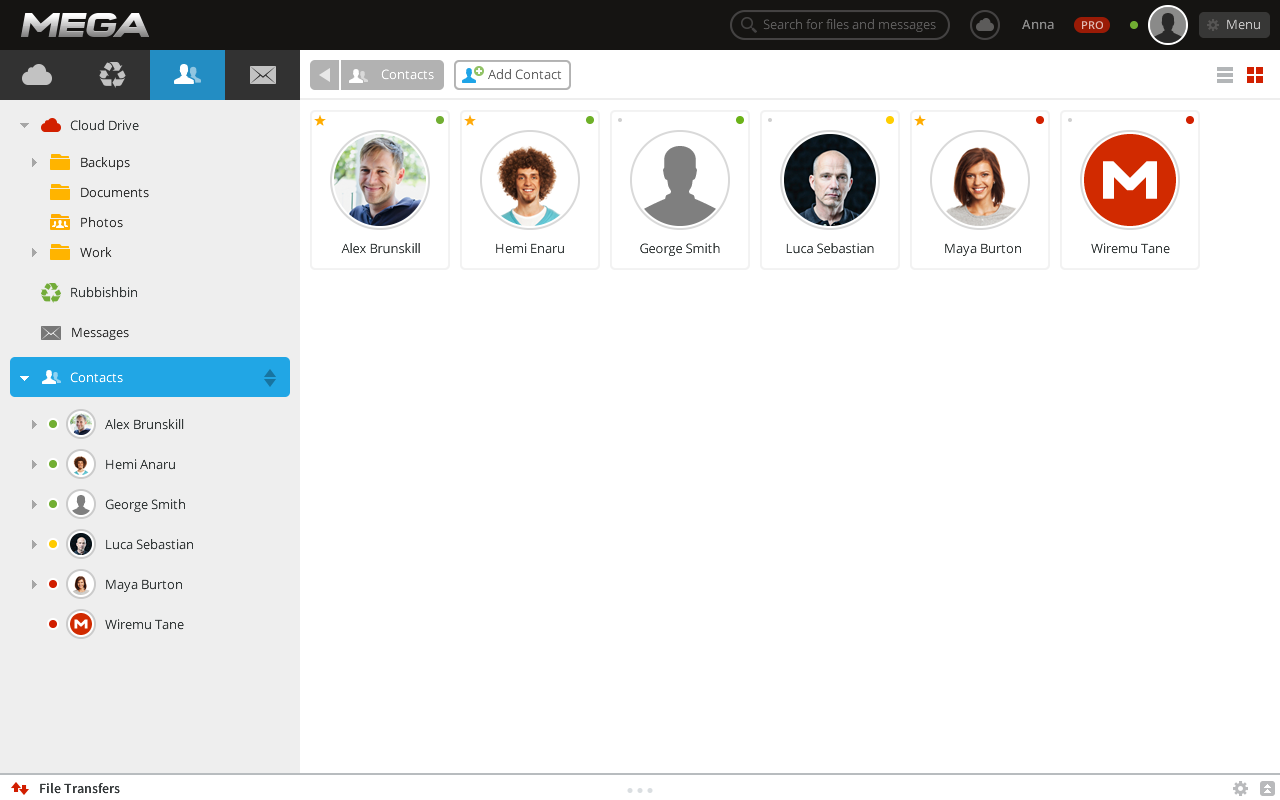 MEGA
Search for files and messages
Anna
PRO
Menu
Contacts
Add Contact
Cloud Drive
Backups
Documents
Photos
Work
Rubbishbin
Messages
Contacts
Alex Brunskill
Hemi Anaru
George Smith
Luca Sebastian
Maya Burton
Wiremu Tane
Alex Brunskill
Hemi Enaru
George Smith
Luca Sebastian
Maya Burton
Wiremu Tane
File Transfers